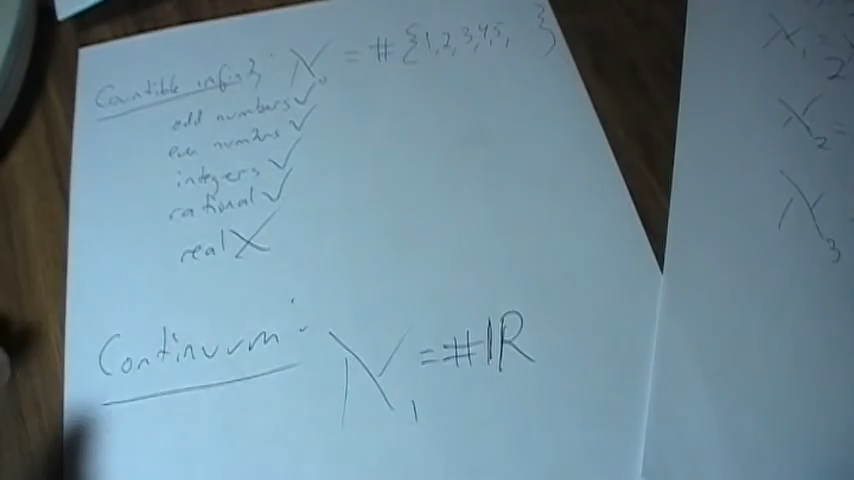 Countible infinity: ℵ₀ = # {1, 2, 3, 4, 5, }
odd numbers ✓
even numbers ✓
integers ✓
rational ✓
real X
Continuum: ℵ₁ = #ℝ
ℵ₁ =
2
ℵ₂ =
ℵ₃